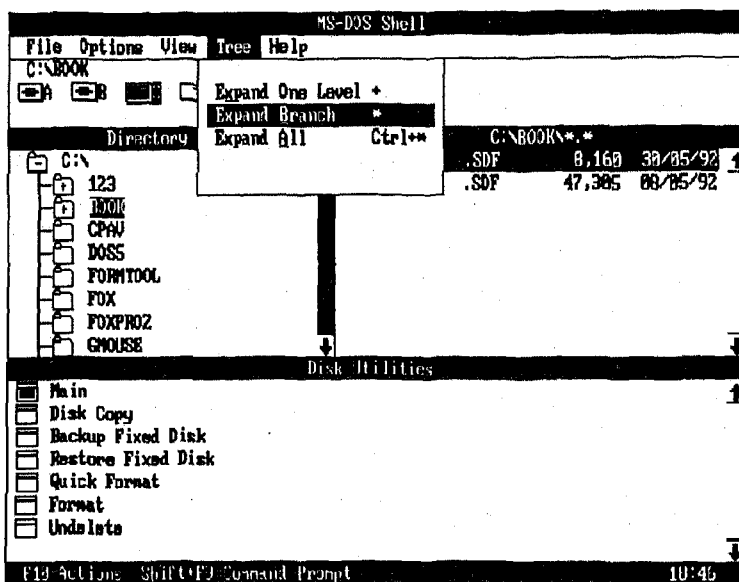 MS-DOS Shell
File Options View Tree Help
C:\BOOK
A B
Expand One Level +
Expand Branch *
Expand All Ctrl+*
Directory C:\BOOK\*.*
C:\ .SDF 8,160 30/05/92
123 .SDF 47,305 08/05/92
BOOK
CPAV
DOS5
FORMTOOL
FOX
FOXPRO2
GMOUSE
Disk Utilities
Main
Disk Copy
Backup Fixed Disk
Restore Fixed Disk
Quick Format
Format
Undelete
F10=Actions Shift+F9=Command Prompt 10:46